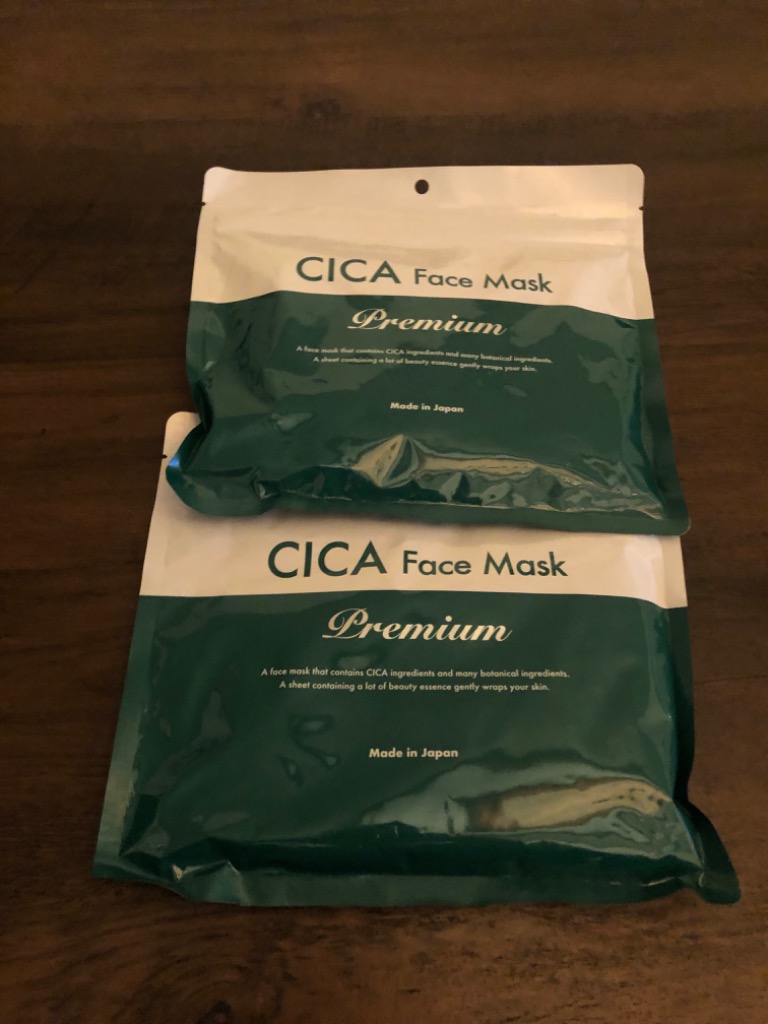 CICA Face Mask
Premium
A face mask that contains CICA ingredients and many botanical ingredients.
A sheet containing a lot of beauty essence gently wraps your skin.
Made in Japan
CICA Face Mask
Premium
A face mask that contains CICA ingredients and many botanical ingredients.
A sheet containing a lot of beauty essence gently wraps your skin.
Made in Japan